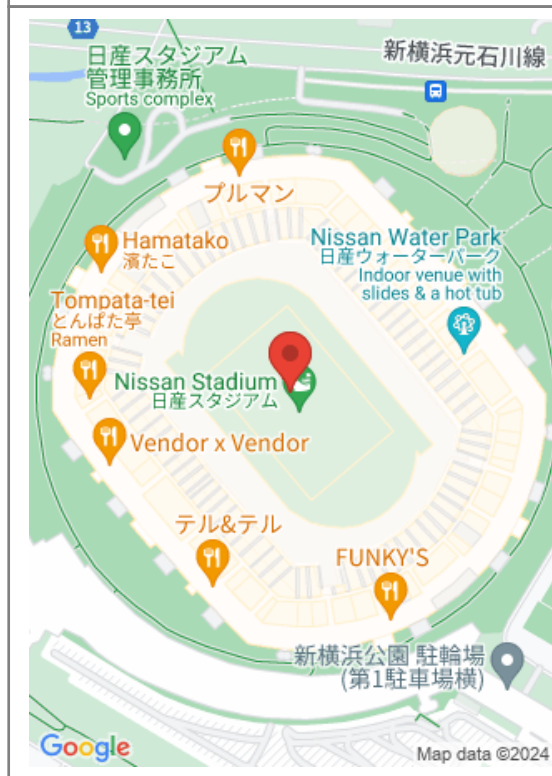 13
日産スタジアム
管理事務所
Sports complex
新横浜元石川線
プルマン
Hamatako
濱たこ
Nissan Water Park
日産ウォーターパーク
Indoor venue with
slides & a hot tub
Tompata-tei
とんぱた亭
Ramen
Nissan Stadium
日産スタジアム
Vendor x Vendor
テル&テル
FUNKY'S
新横浜公園 駐輪場
(第1駐車場横)
Google
Map data ©2024